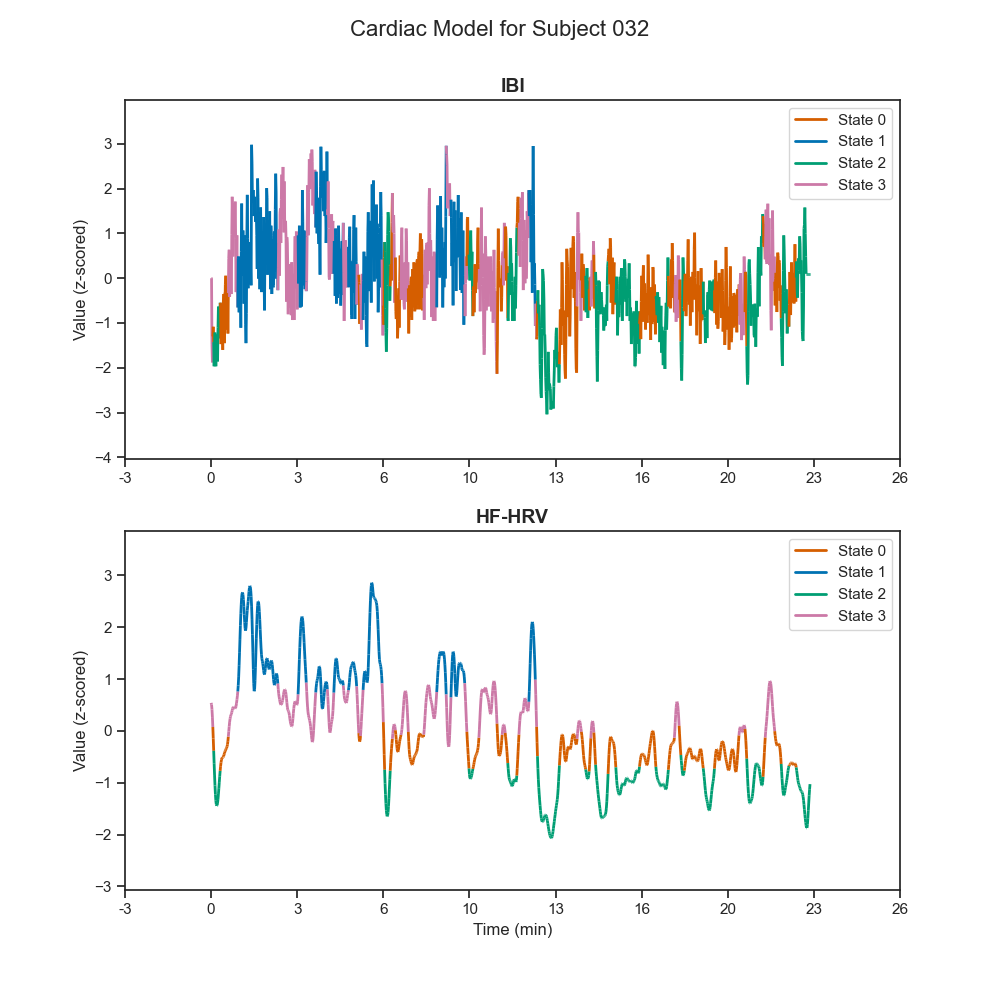 Cardiac Model for Subject 032
IBI
Value (z-scored)
3
2
1
0
−1
−2
−3
−4
State 0
State 1
State 2
State 3
-3 0 3 6 10 13 16 20 23 26
HF-HRV
Value (z-scored)
3
2
1
0
−1
−2
−3
State 0
State 1
State 2
State 3
-3 0 3 6 10 13 16 20 23 26
Time (min)